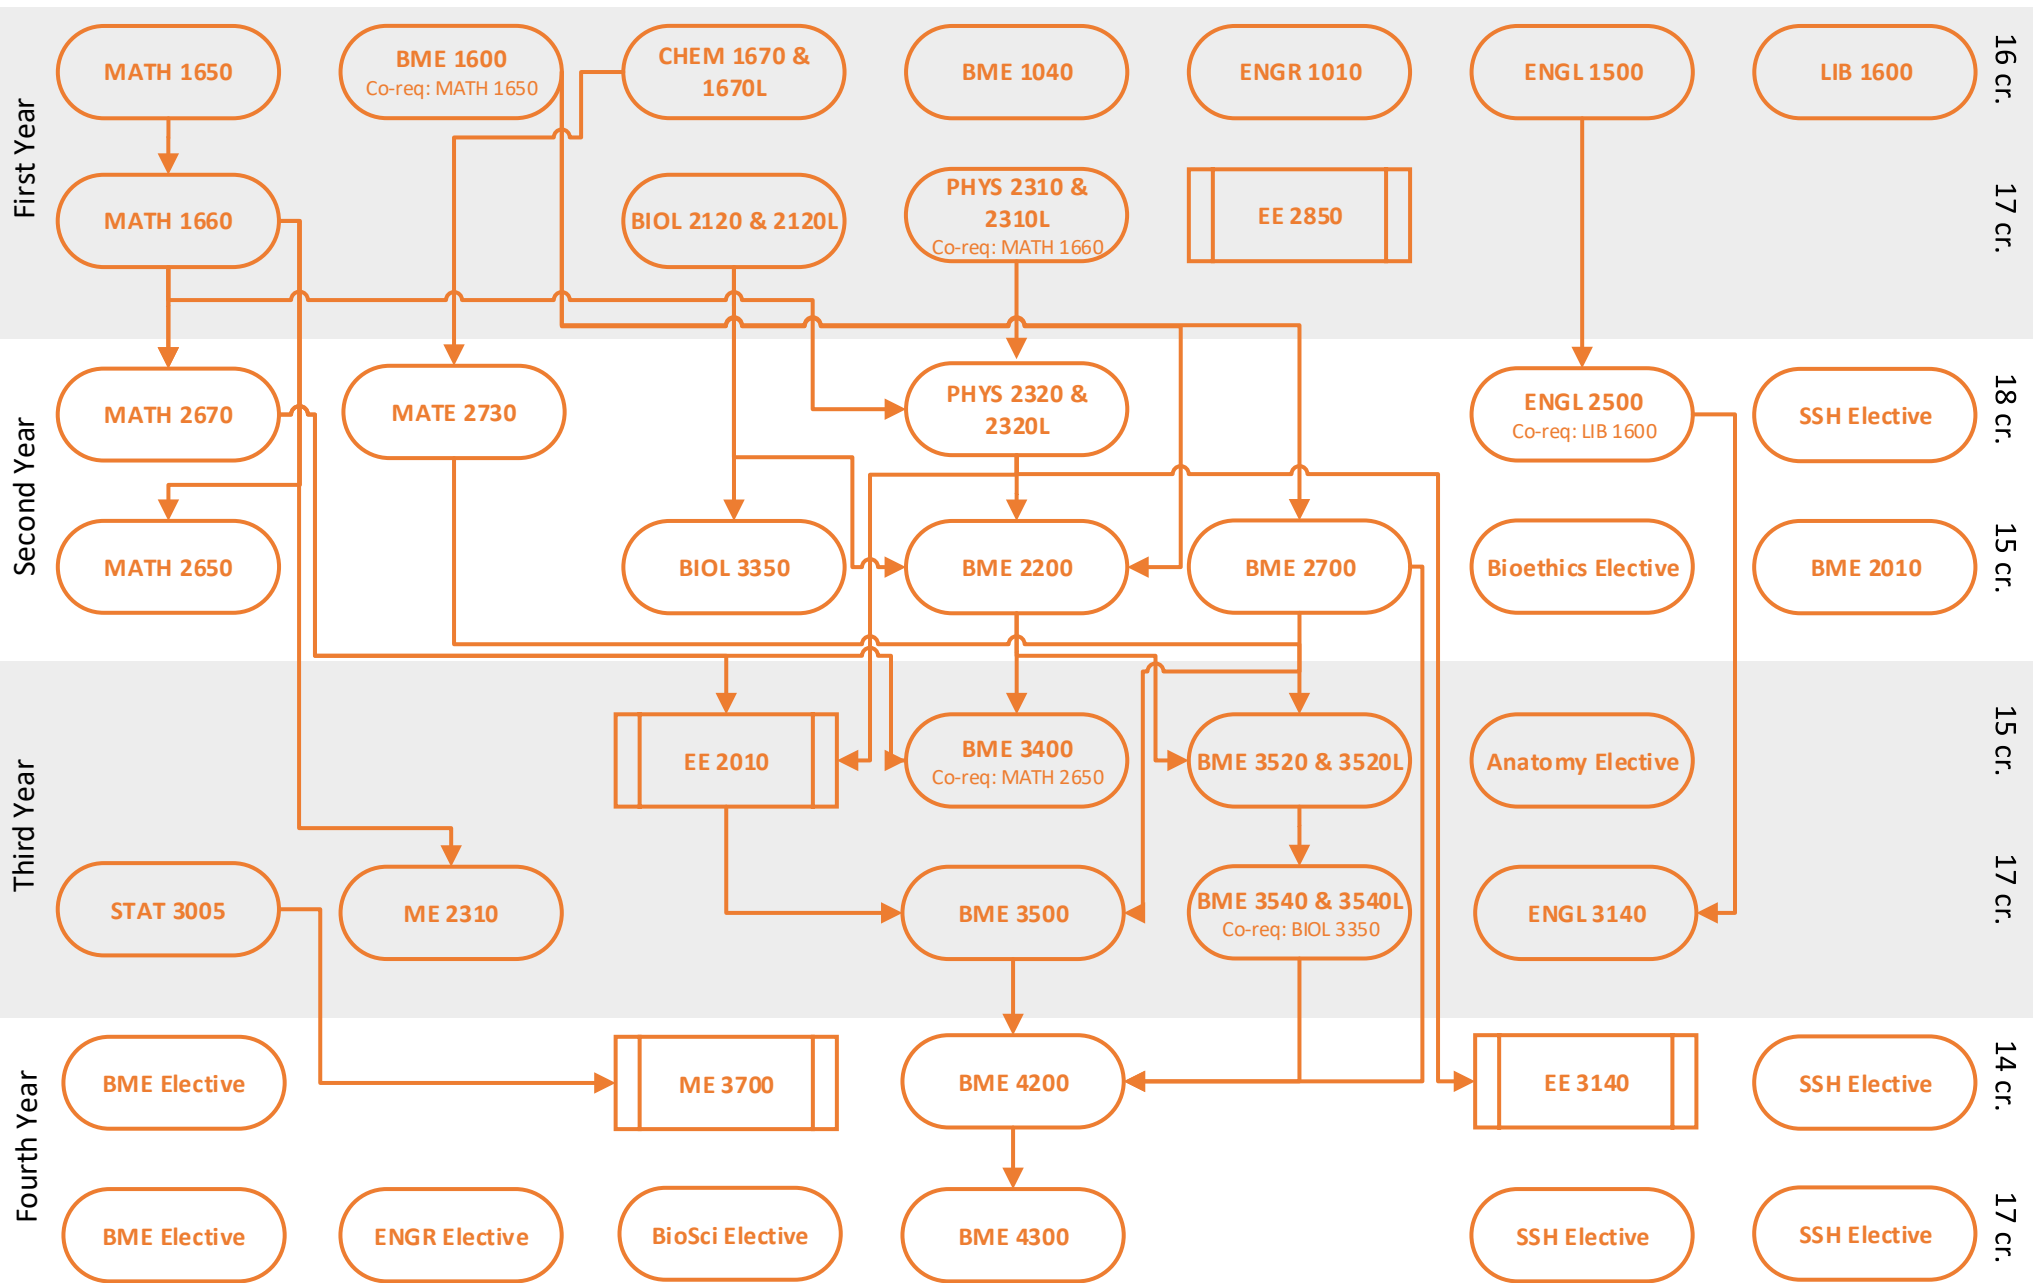 First Year
MATH 1650
BME 1600
Co-req: MATH 1650
CHEM 1670 &
1670L
BME 1040
ENGR 1010
ENGL 1500
LIB 1600
16 cr.
MATH 1660
BIOL 2120 & 2120L
PHYS 2310 &
2310L
Co-req: MATH 1660
EE 2850
17 cr.
Second Year
MATH 2670
MATE 2730
PHYS 2320 &
2320L
ENGL 2500
Co-req: LIB 1600
SSH Elective
18 cr.
MATH 2650
BIOL 3350
BME 2200
BME 2700
Bioethics Elective
BME 2010
15 cr.
Third Year
EE 2010
BME 3400
Co-req: MATH 2650
BME 3520 & 3520L
Anatomy Elective
15 cr.
STAT 3005
ME 2310
BME 3500
BME 3540 & 3540L
Co-req: BIOL 3350
ENGL 3140
17 cr.
Fourth Year
BME Elective
ME 3700
BME 4200
EE 3140
SSH Elective
14 cr.
BME Elective
ENGR Elective
BioSci Elective
BME 4300
SSH Elective
SSH Elective
17 cr.